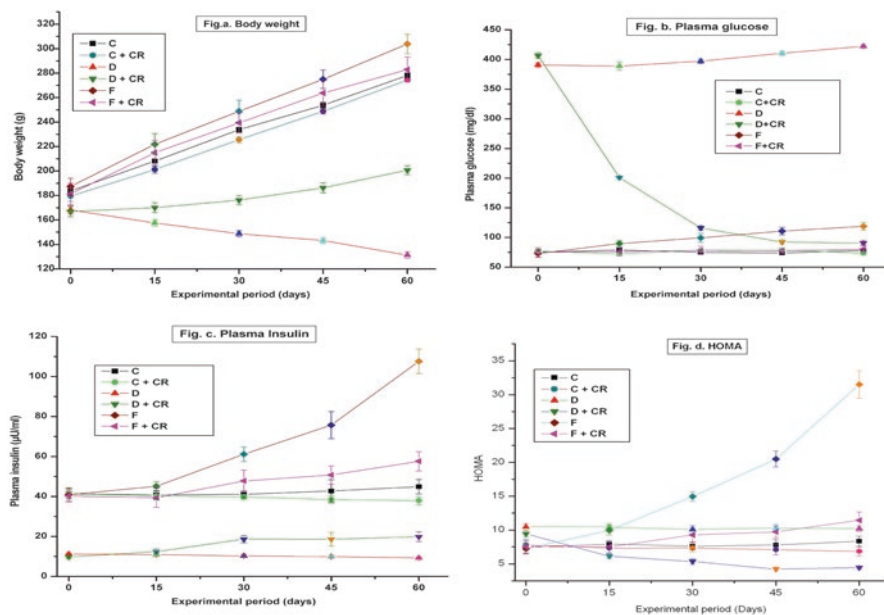 Fig.a. Body weight
C
C + CR
D
D + CR
F
F + CR
Body weight (g)
320
300
280
260
240
220
200
180
160
140
120
0 15 30 45 60
Experimental period (days)
Fig. b. Plasma glucose
C
C+CR
D
D+CR
F
F+CR
Plasma glucose (mg/dl)
450
400
350
300
250
200
150
100
50
0 15 30 45 60
Experimental period (days)
Fig. c. Plasma Insulin
C
C + CR
D
D + CR
F
F + CR
Plasma insulin (µU/ml)
120
100
80
60
40
20
0
0 15 30 45 60
Experimental period (days)
Fig. d. HOMA
C
C + CR
D
D + CR
F
F + CR
HOMA
35
30
25
20
15
10
5
0 15 30 45 60
Experimental period (Days)